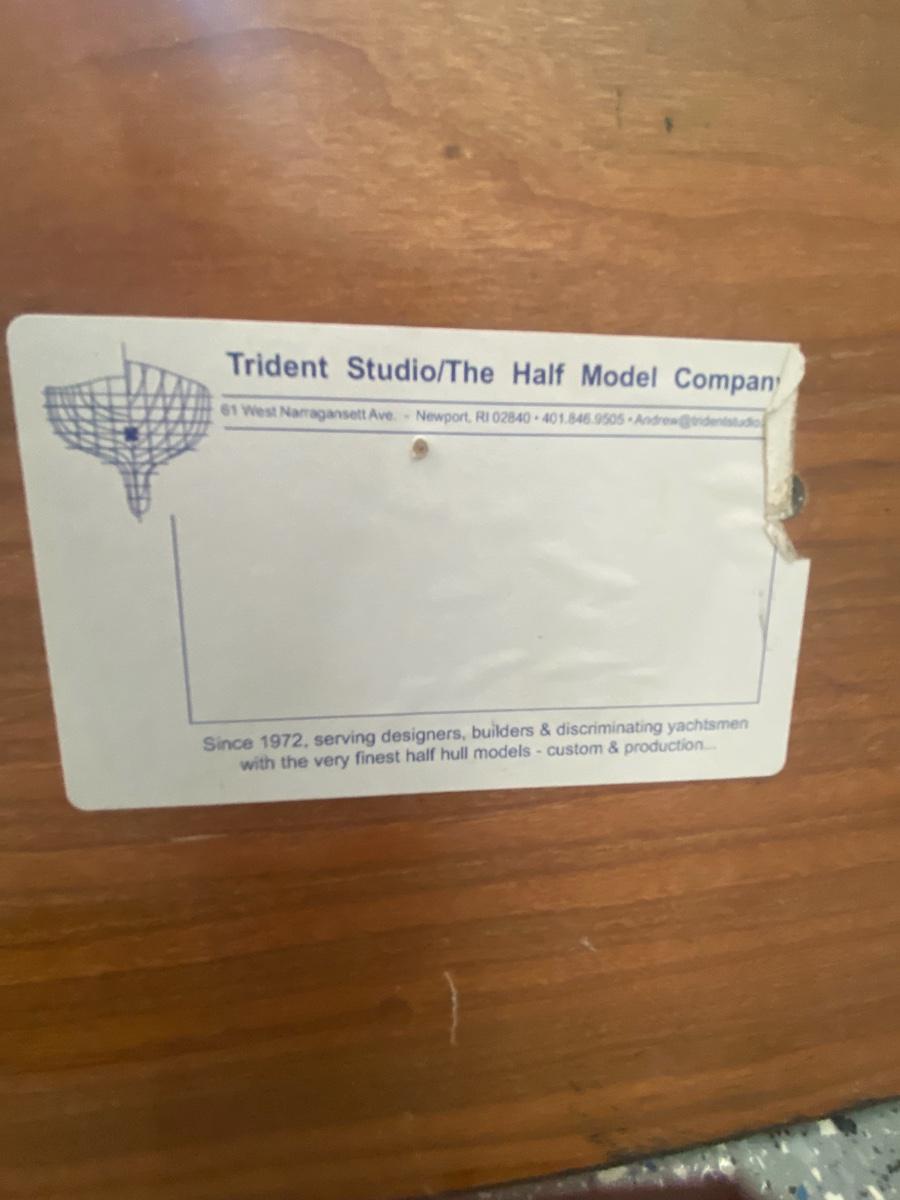 Trident Studio/The Half Model Company
61 West Narragansett Ave. - Newport, RI 02840 • 401.846.9505 • Andrew@tridentstudio.
Since 1972, serving designers, builders & discriminating yachtsmen
with the very finest half hull models - custom & production...